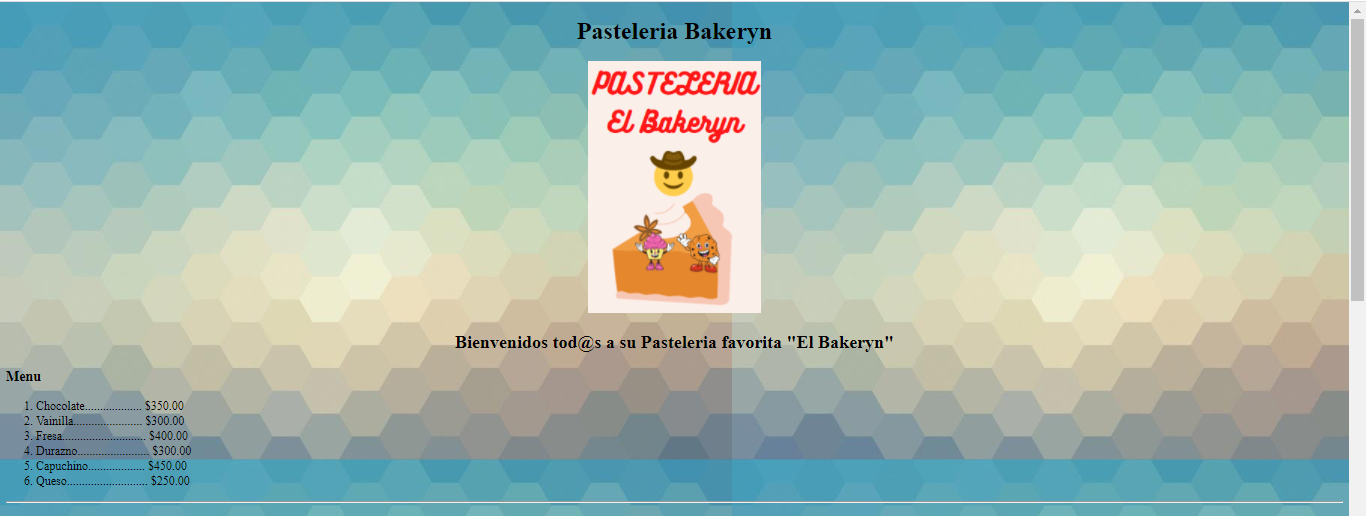 Pasteleria Bakeryn
PASTELERIA
El Bakeryn
Bienvenidos tod@s a su Pasteleria favorita "El Bakeryn"
Menu
1. Chocolate................... $350.00
2. Vainilla....................... $300.00
3. Fresa............................ $400.00
4. Durazno........................ $300.00
5. Capuchino................... $450.00
6. Queso........................... $250.00